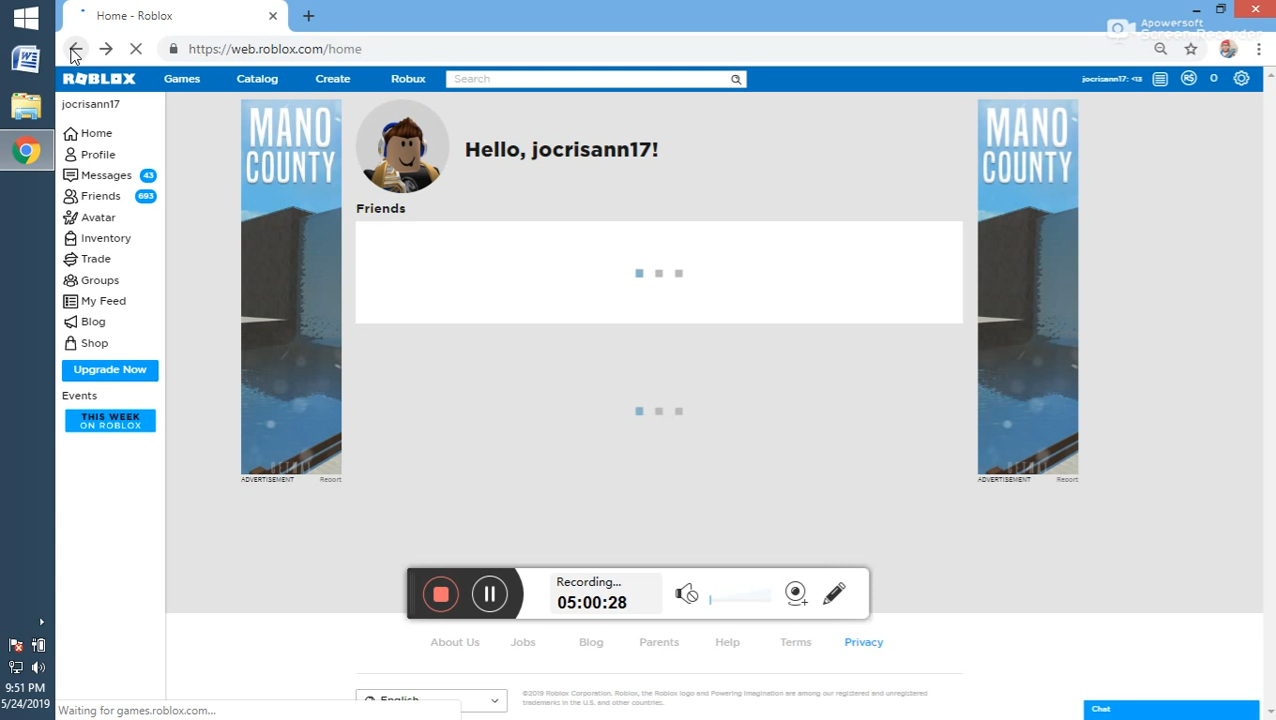 Home - Roblox
Apowersoft
Screen Recorder
https://web.roblox.com/home
ROBLOX
Games
Catalog
Create
Robux
Search
jocrisann17: <13
R$
0
jocrisann17
Home
Profile
Messages 43
Friends 693
Avatar
Inventory
Trade
Groups
My Feed
Blog
Shop
Upgrade Now
Events
THIS WEEK
ON ROBLOX
MANO
COUNTY
ADVERTISEMENT Report
Hello, jocrisann17!
Friends
MANO
COUNTY
ADVERTISEMENT Report
Recording...
05:00:28
About Us
Jobs
Blog
Parents
Help
Terms
Privacy
English
©2019 Roblox Corporation. Roblox, the Roblox logo and Powering Imagination are among our registered and unregistered
trademarks in the U.S. and other countries.
Chat
Waiting for games.roblox.com...
9:51 PM
5/24/2019